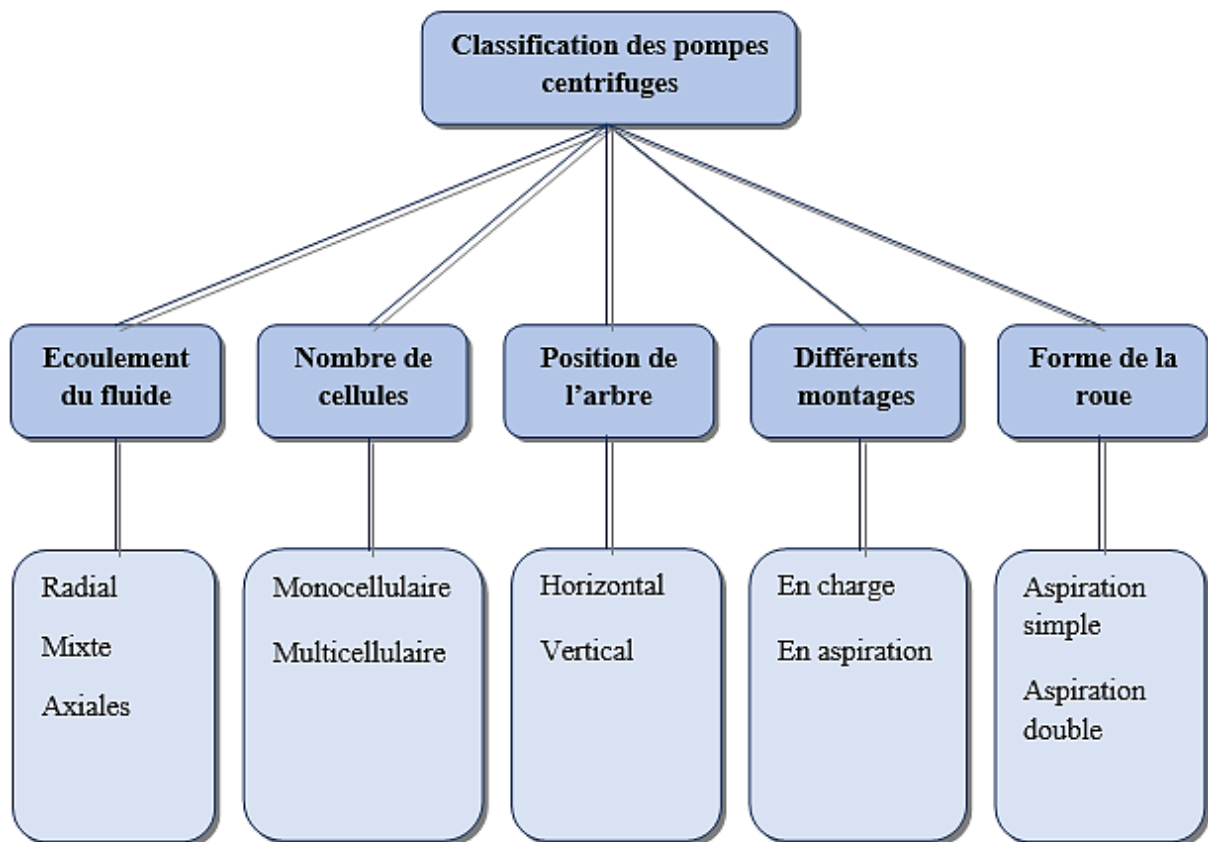 Classification des pompes
centrifuges
Ecoulement
du fluide
Nombre de
cellules
Position de
l’arbre
Différents
montages
Forme de la
roue
Radial
Mixte
Axiales
Monocellulaire
Multicellulaire
Horizontal
Vertical
En charge
En aspiration
Aspiration
simple
Aspiration
double